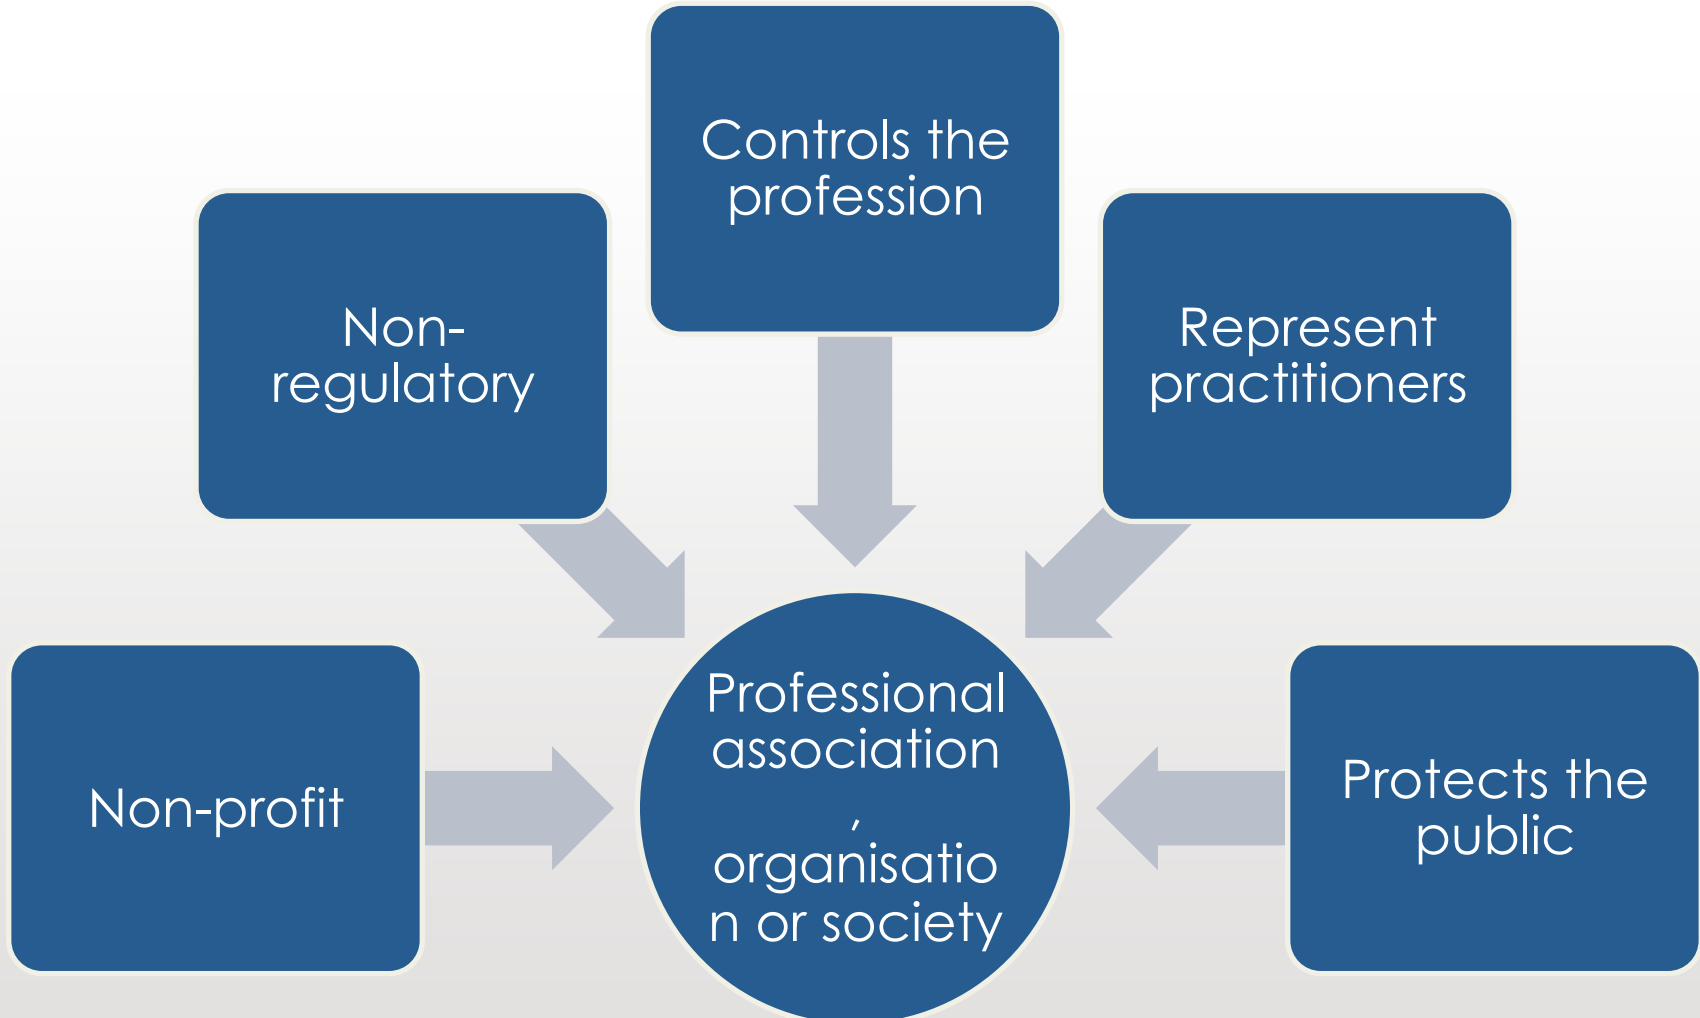 Controls the
profession
Non-
regulatory
Represent
practitioners
Non-profit
Professional
association
,
organisatio
n or society
Protects the
public